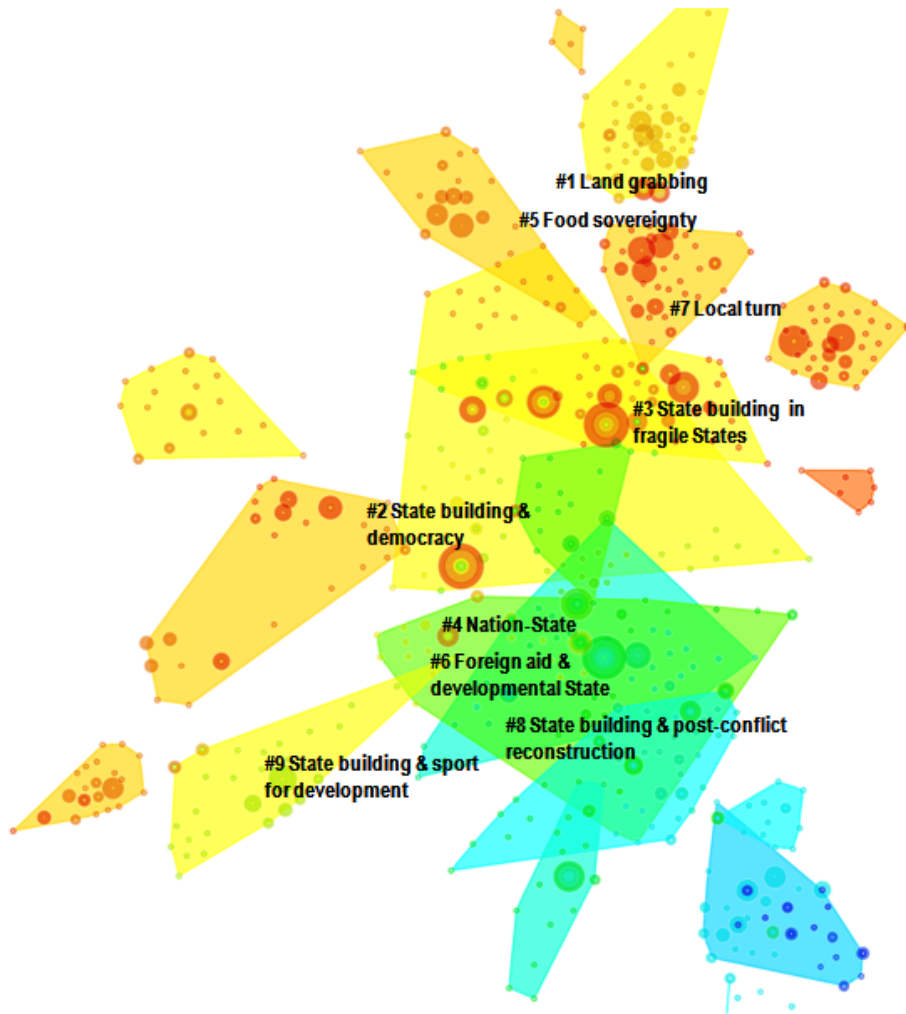 #1 Land grabbing
#5 Food sovereignty
#7 Local turn
#3 State building in
fragile States
#2 State building &
democracy
#4 Nation-State
#6 Foreign aid &
developmental State
#8 State building & post-conflict
reconstruction
#9 State building & sport
for development